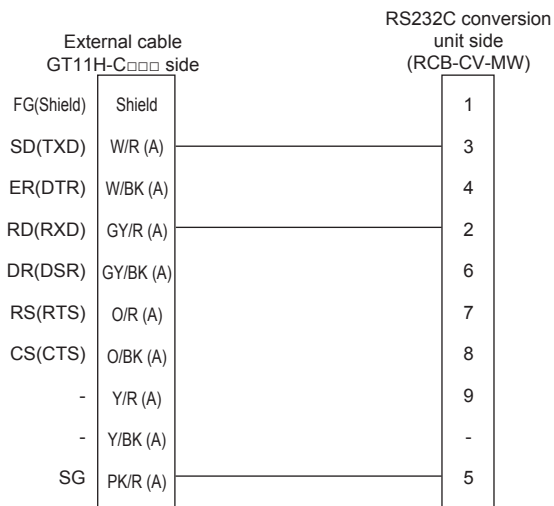 External cable
GT11H-C□□□ side
RS232C conversion
unit side
(RCB-CV-MW)
FG(Shield) Shield 1
SD(TXD) W/R (A) 3
ER(DTR) W/BK (A) 4
RD(RXD) GY/R (A) 2
DR(DSR) GY/BK (A) 6
RS(RTS) O/R (A) 7
CS(CTS) O/BK (A) 8
- Y/R (A) 9
- Y/BK (A) -
SG PK/R (A) 5